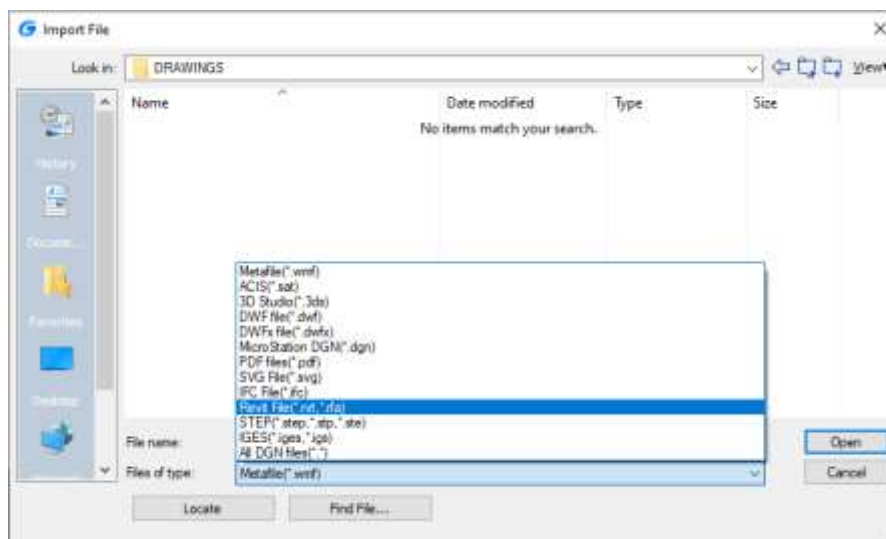 Import File
Look in:
DRAWINGS
View
Name
Date modified
Type
Size
No items match your search.
History
Docume...
Favorites
Desktop
Metafile(*.wmf)
ACIS(*.sat)
3D Studio(*.3ds)
DWF file(*.dwf)
DWFx file(*.dwfx)
MicroStation DGN(*.dgn)
PDF files(*.pdf)
SVG File(*.svg)
IFC File(*.ifc)
Revit File(*.rvt,*.rfa)
STEP(*.step,*.stp,*.ste)
IGES(*.iges,*.igs)
All DGN files(*.*)
File name:
Open
Files of type:
Metafile(*.wmf)
Cancel
Locate
Find File...